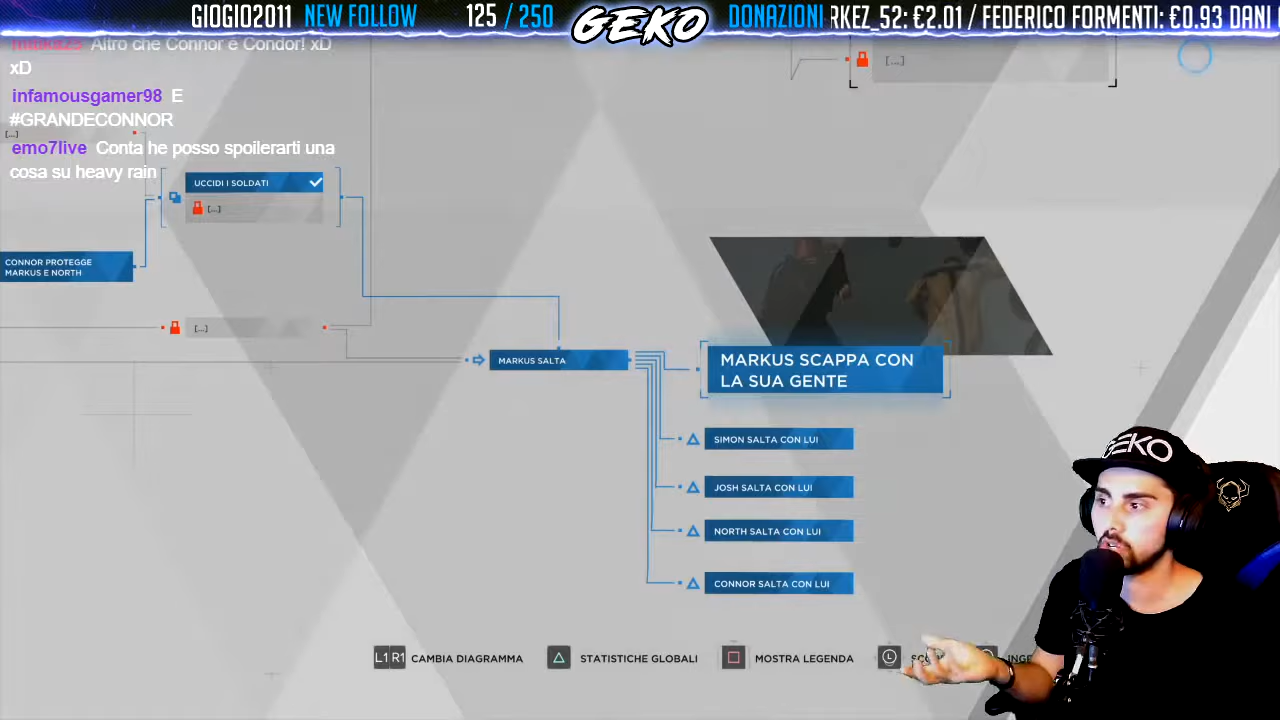 GIOGIO2011 NEW FOLLOW 125 / 250 GEKO DONAZIONI RKEZ_52: €2.01 / FEDERICO FORMENTI: €0.93 DANI
Altro che Connor è Condor! xD
xD
infamousgamer98 E
#GRANDECONNOR
emo7live Conta he posso spoilerarti una
cosa su heavy rain
[...]
[...]
UCCIDI I SOLDATI
[...]
CONNOR PROTEGGE
MARKUS E NORTH
[...]
MARKUS SALTA
MARKUS SCAPPA CON
LA SUA GENTE
SIMON SALTA CON LUI
JOSH SALTA CON LUI
NORTH SALTA CON LUI
CONNOR SALTA CON LUI
GEKO
L1 R1 CAMBIA DIAGRAMMA STATISTICHE GLOBALI MOSTRA LEGENDA L